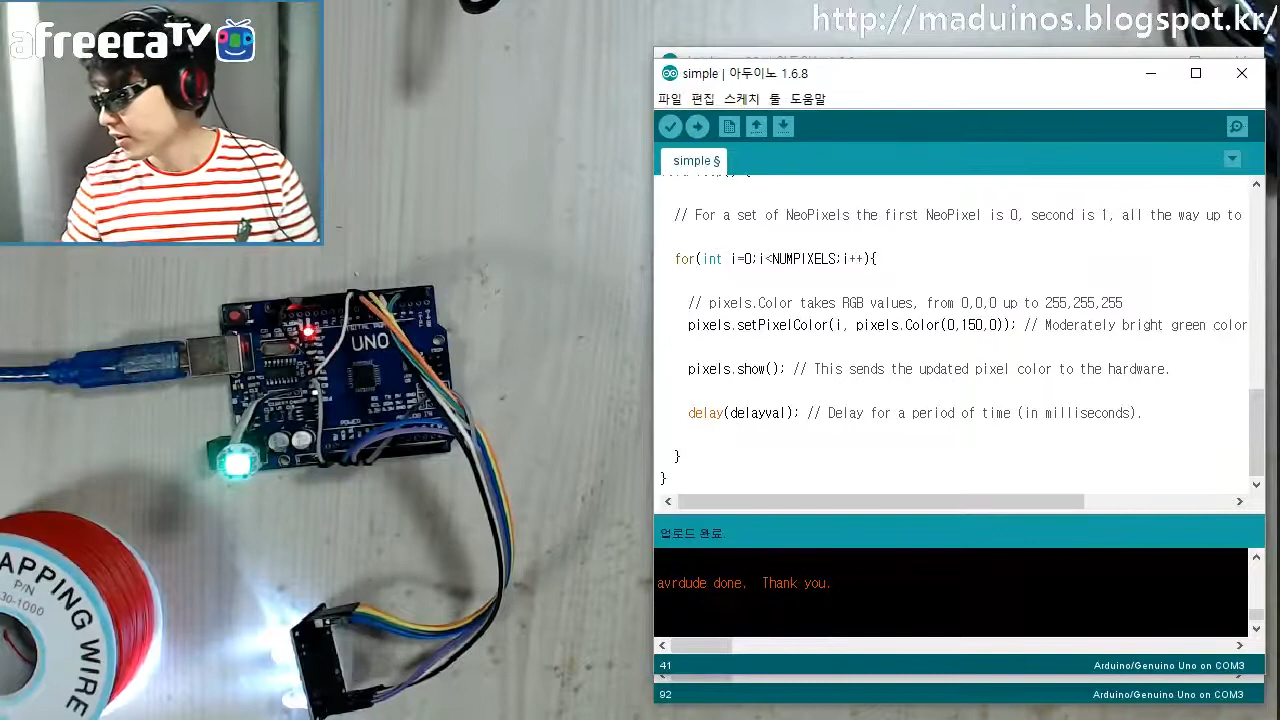 afreecaTV
http://maduinos.blogspot.kr/
simple | 아두이노 1.6.8
파일 편집 스케치 툴 도움말
simple §
// For a set of NeoPixels the first NeoPixel is 0, second is 1, all the way up to
for(int i=0;i<NUMPIXELS;i++){
// pixels.Color takes RGB values, from 0,0,0 up to 255,255,255
pixels.setPixelColor(i, pixels.Color(0,150,0)); // Moderately bright green color
pixels.show(); // This sends the updated pixel color to the hardware.
delay(delayval); // Delay for a period of time (in milliseconds).
}
}
업로드 완료.
avrdude done.  Thank you.
41
Arduino/Genuino Uno on COM3
92
Arduino/Genuino Uno on COM3
UNO
POWER
APPING WIRE
P/N
30-1000